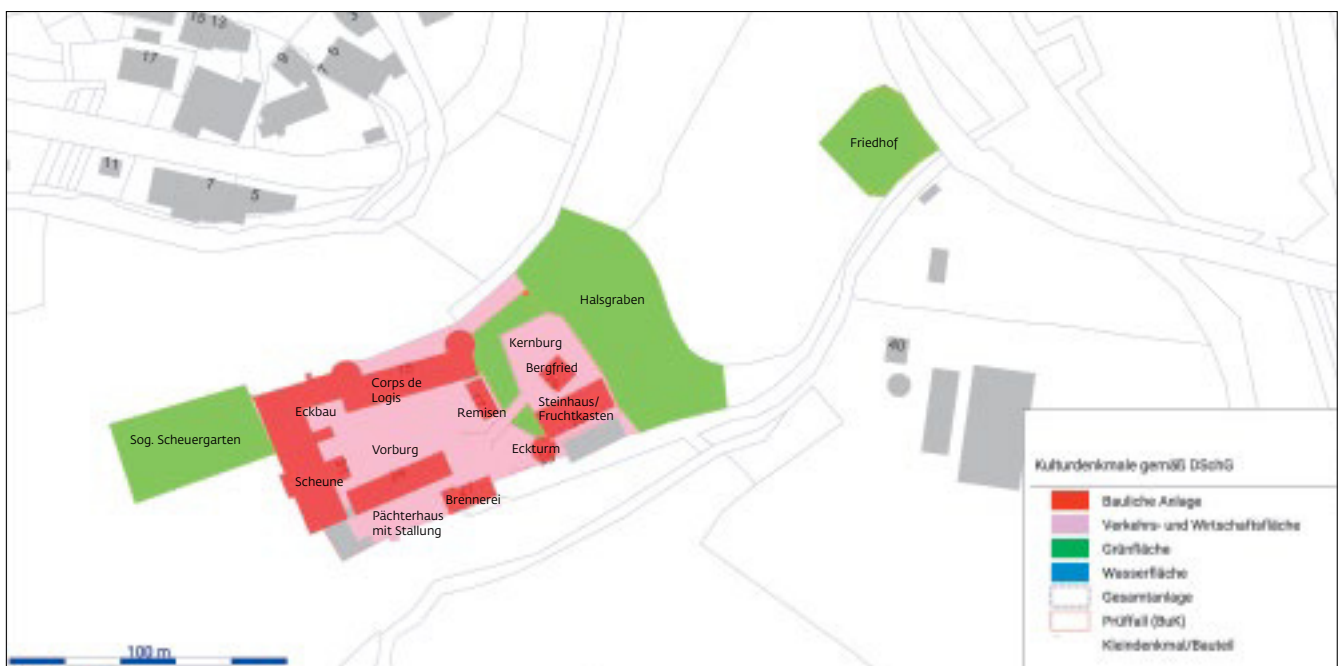 17
11
7
5
Friedhof
Halsgraben
40
Kernburg
Bergfried
Corps de
Logis
Steinhaus/
Fruchtkasten
Eckbau
Remisen
Sog. Scheuergarten
Vorburg
Eckturm
Scheune
Brennerei
Pächterhaus
mit Stallung
100 m
Kulturdenkmale gemäß DSchG
Bauliche Anlage
Verkehrs- und Wirtschaftsfläche
Grünfläche
Wasserfläche
Gesamtanlage
Prüffall (BuK)
Kleindenkmal/Bauteil